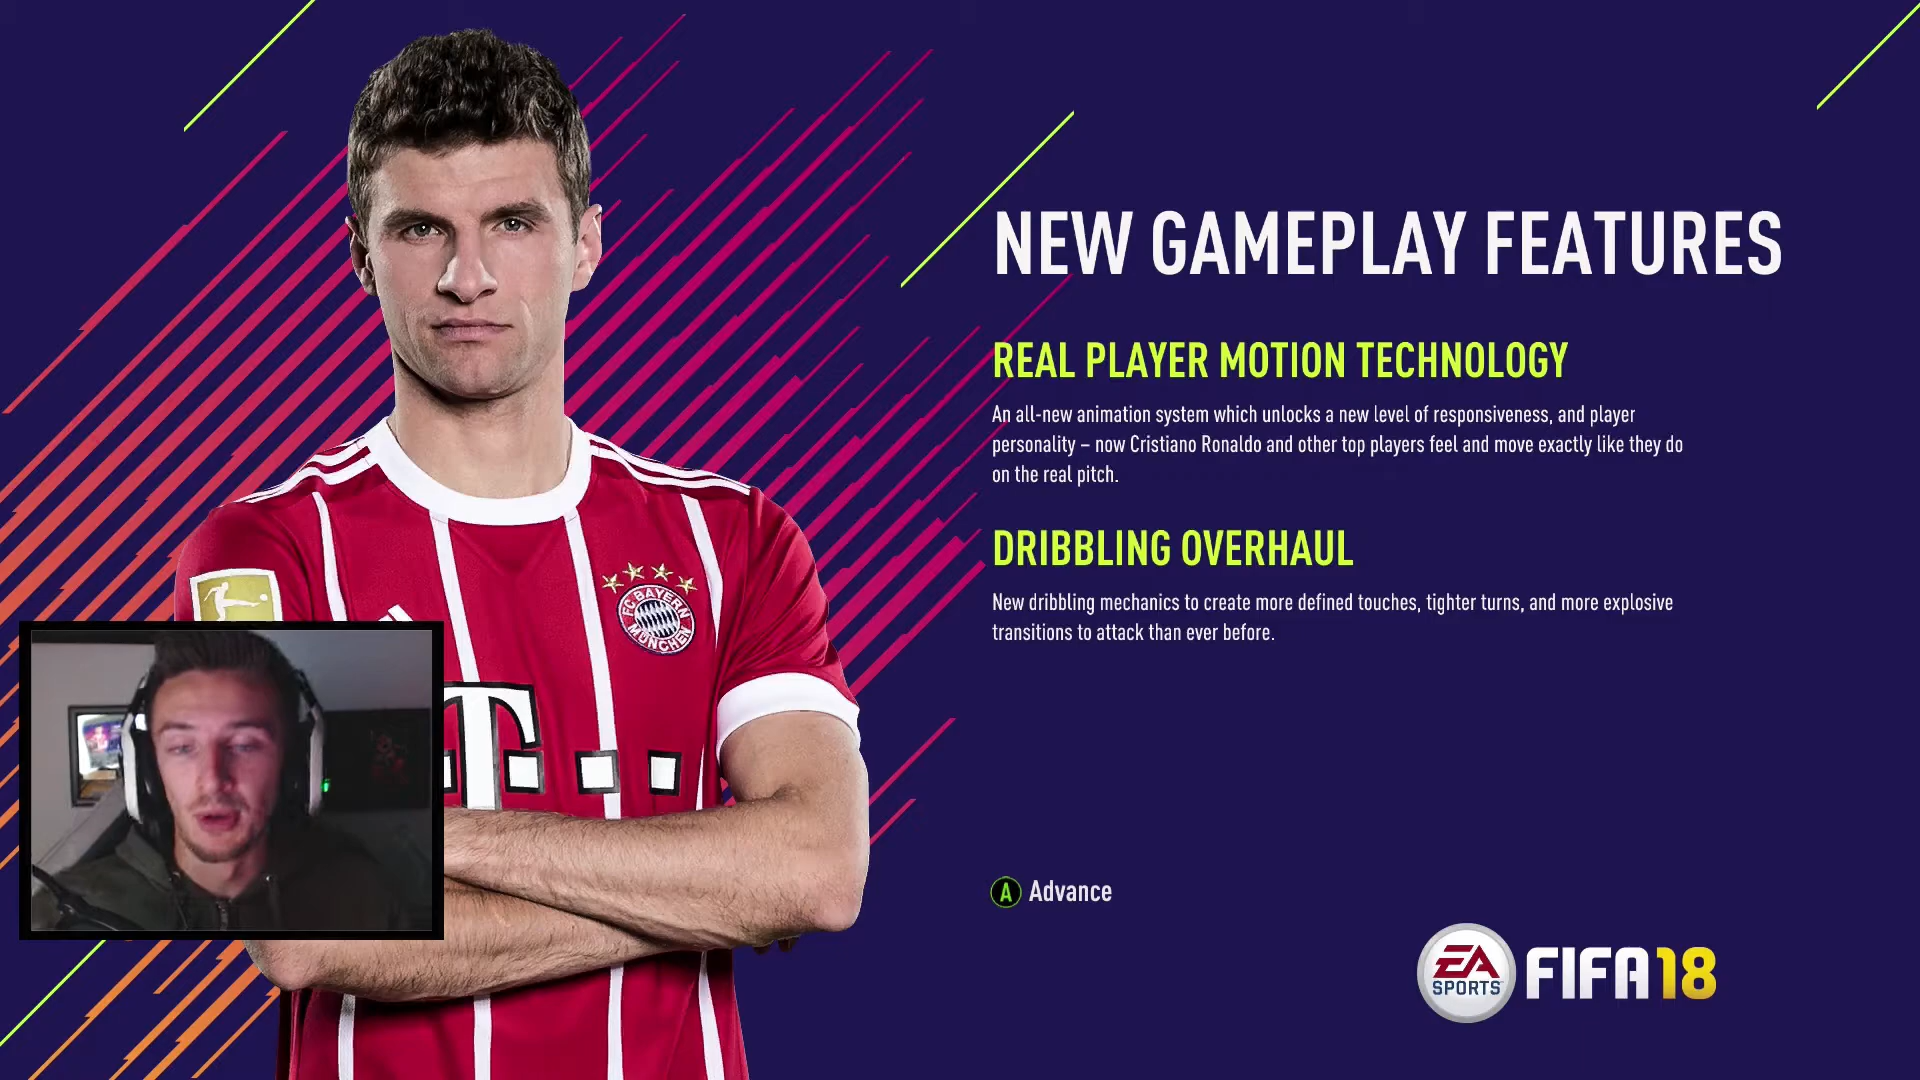 NEW GAMEPLAY FEATURES
REAL PLAYER MOTION TECHNOLOGY
An all-new animation system which unlocks a new level of responsiveness, and player
personality – now Cristiano Ronaldo and other top players feel and move exactly like they do
on the real pitch.
DRIBBLING OVERHAUL
New dribbling mechanics to create more defined touches, tighter turns, and more explosive
transitions to attack than ever before.
FC BAYERN
MÜNCHEN
T
A Advance
EA
SPORTS
FIFA 18